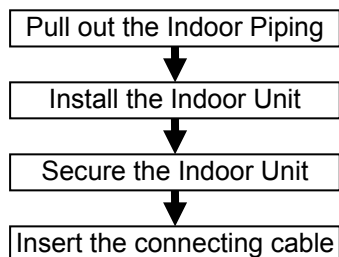 Pull out the Indoor Piping
Install the Indoor Unit
Secure the Indoor Unit
Insert the connecting cable